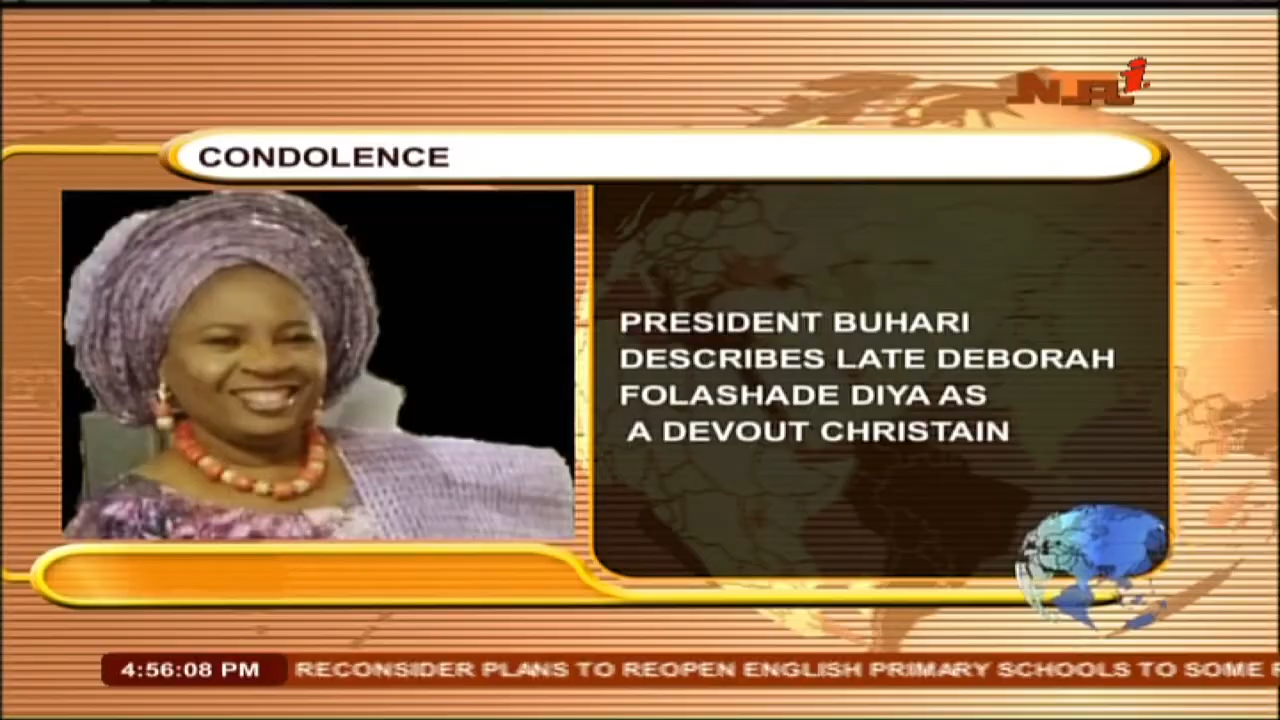 NTAi
CONDOLENCE
PRESIDENT BUHARI
DESCRIBES LATE DEBORAH
FOLASHADE DIYA AS
A DEVOUT CHRISTAIN
4:56:08 PM RECONSIDER PLANS TO REOPEN ENGLISH PRIMARY SCHOOLS TO SOME